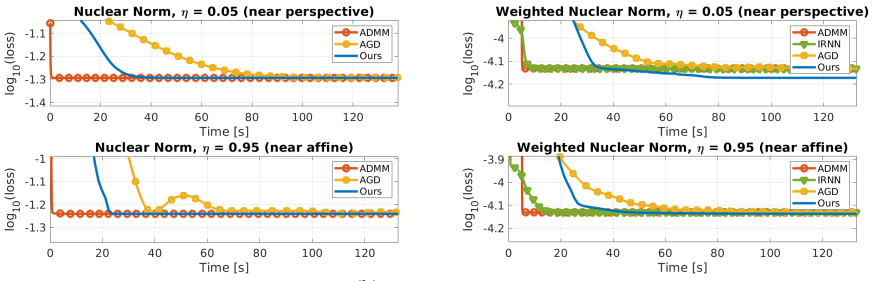 Nuclear Norm, η = 0.05 (near perspective)
log10(loss)
-1.1
-1.2
-1.3
-1.4
ADMM
AGD
Ours
0 20 40 60 80 100 120
Time [s]
Weighted Nuclear Norm, η = 0.05 (near perspective)
log10(loss)
-4
-4.1
-4.2
ADMM
IRNN
AGD
Ours
0 20 40 60 80 100 120
Time [s]
Nuclear Norm, η = 0.95 (near affine)
log10(loss)
-1
-1.1
-1.2
-1.3
ADMM
AGD
Ours
0 20 40 60 80 100 120
Time [s]
Weighted Nuclear Norm, η = 0.95 (near affine)
log10(loss)
-3.9
-4
-4.1
-4.2
ADMM
IRNN
AGD
Ours
0 20 40 60 80 100 120
Time [s]